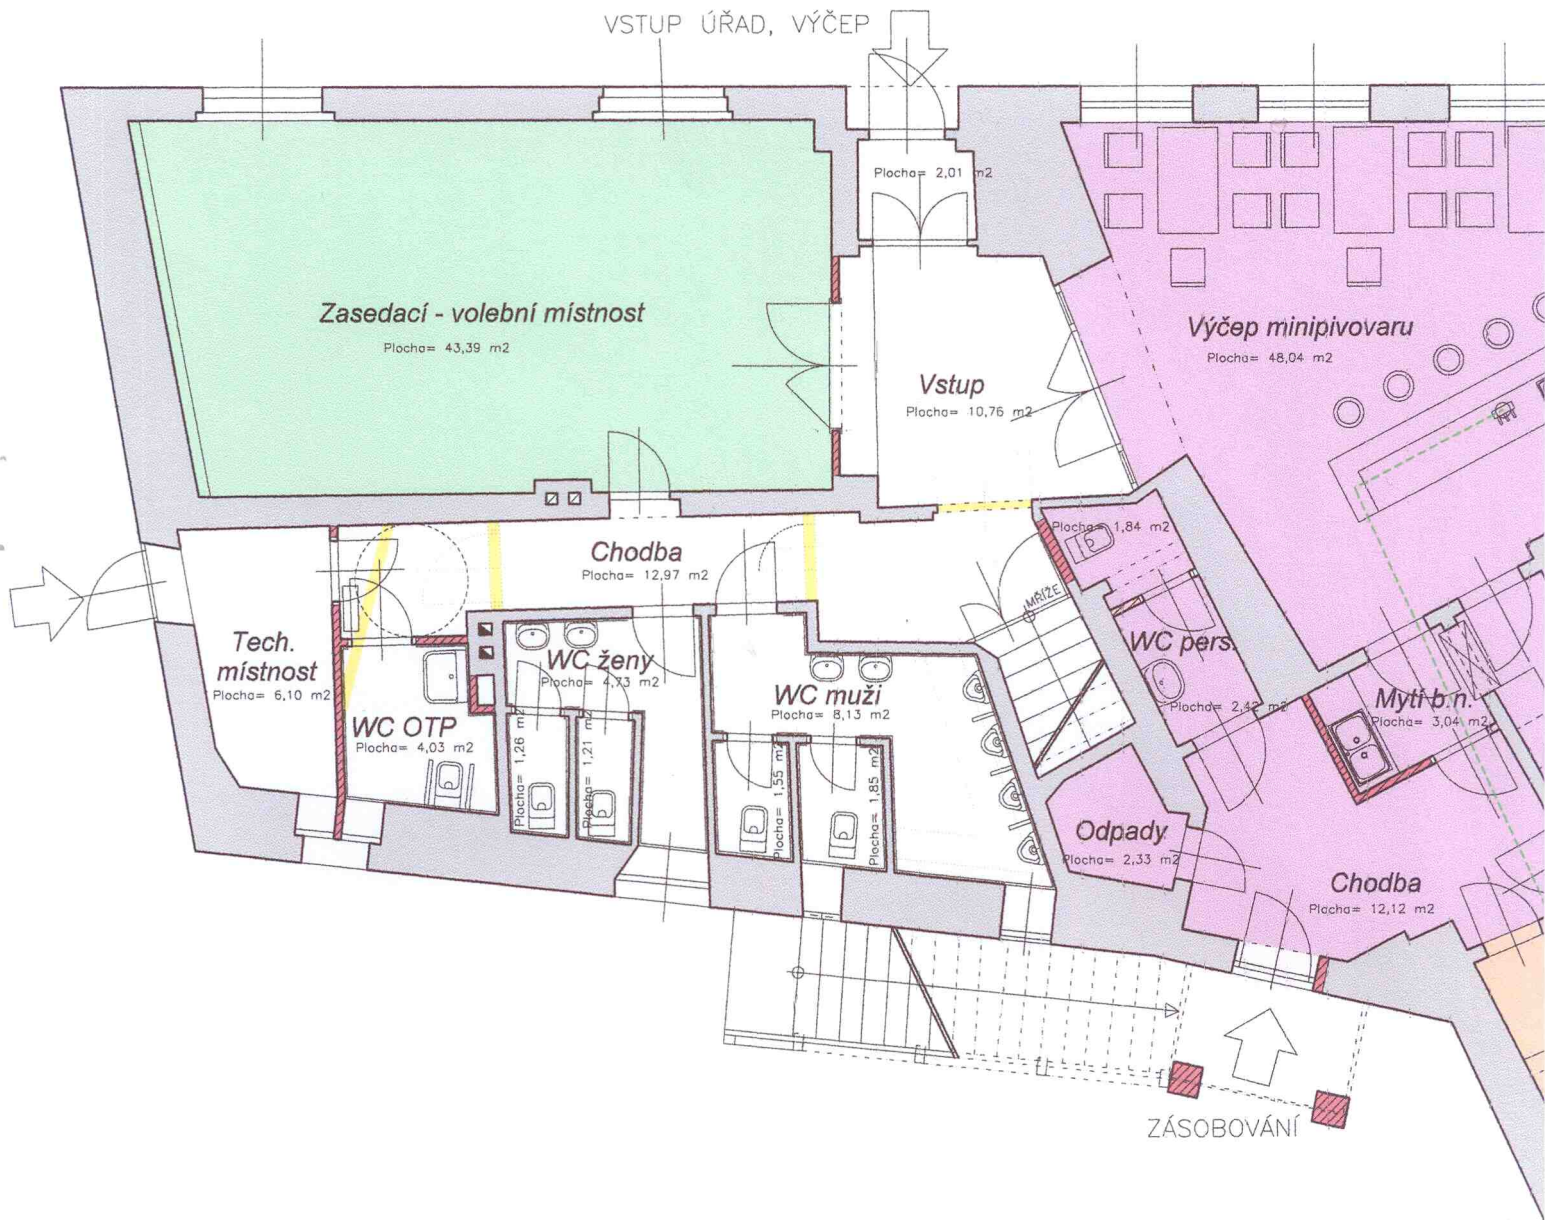 VSTUP ÚŘAD, VÝČEP
Plocha= 2,01 m2
Zasedací - volební místnost
Plocha= 43,39 m2
Výčep minipivovaru
Plocha= 48,04 m2
Vstup
Plocha= 10,76 m2
Plocha= 1,84 m2
Chodba
Plocha= 12,97 m2
MŘÍŽE
Tech.
místnost
Plocha= 6,10 m2
WC ženy
Plocha= 4,73 m2
WC pers.
Plocha= 2,42 m2
WC muži
Plocha= 8,13 m2
Mytí b.n.
Plocha= 3,04 m2
WC OTP
Plocha= 4,03 m2
Plocha= 1,26 m2
Plocha= 1,21 m2
Plocha= 1,55 m2
Plocha= 1,85 m2
Odpady
Plocha= 2,33 m2
Chodba
Plocha= 12,12 m2
ZÁSOBOVÁNÍ